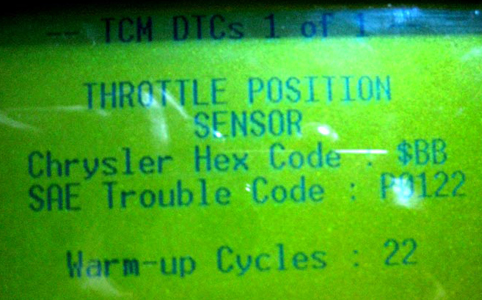 -- TCM DTCs 1 of 1
THROTTLE POSITION
SENSOR
Chrysler Hex Code : $BB
SAE Trouble Code : P0122
Warm-up Cycles : 22